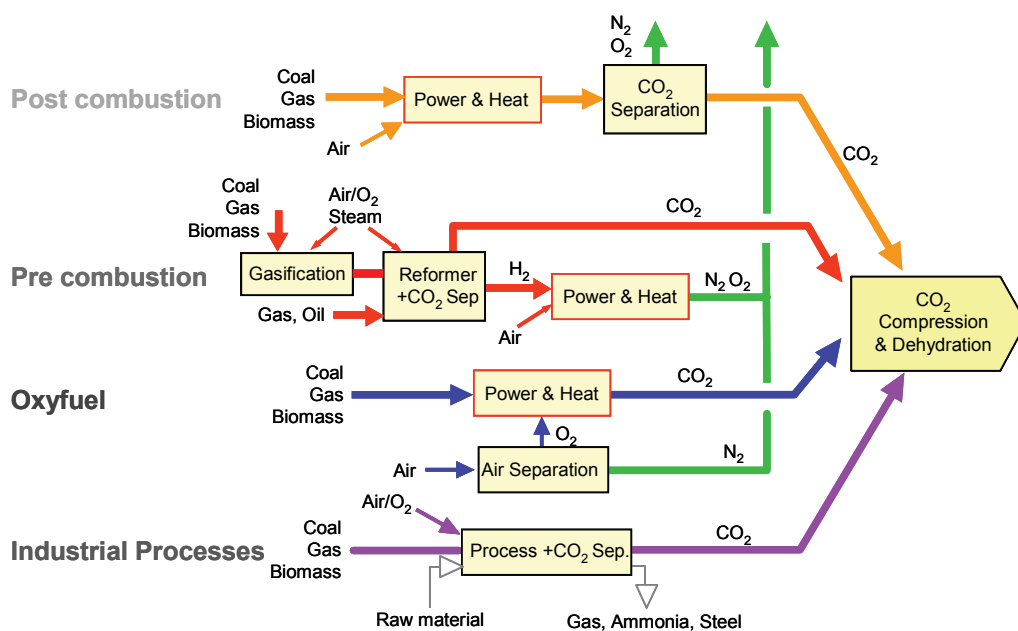 N₂
O₂
Post combustion
Coal
Gas
Biomass
Air
Power & Heat
CO₂
Separation
CO₂
Pre combustion
Coal
Gas
Biomass
Air/O₂
Steam
Gasification
Gas, Oil
Reformer
+CO₂ Sep
CO₂
H₂
Air
Power & Heat
N₂ O₂
CO₂
Compression
& Dehydration
Oxyfuel
Coal
Gas
Biomass
Power & Heat
CO₂
O₂
Air
Air Separation
N₂
Industrial Processes
Air/O₂
Coal
Gas
Biomass
Process +CO₂ Sep.
CO₂
Raw material
Gas, Ammonia, Steel